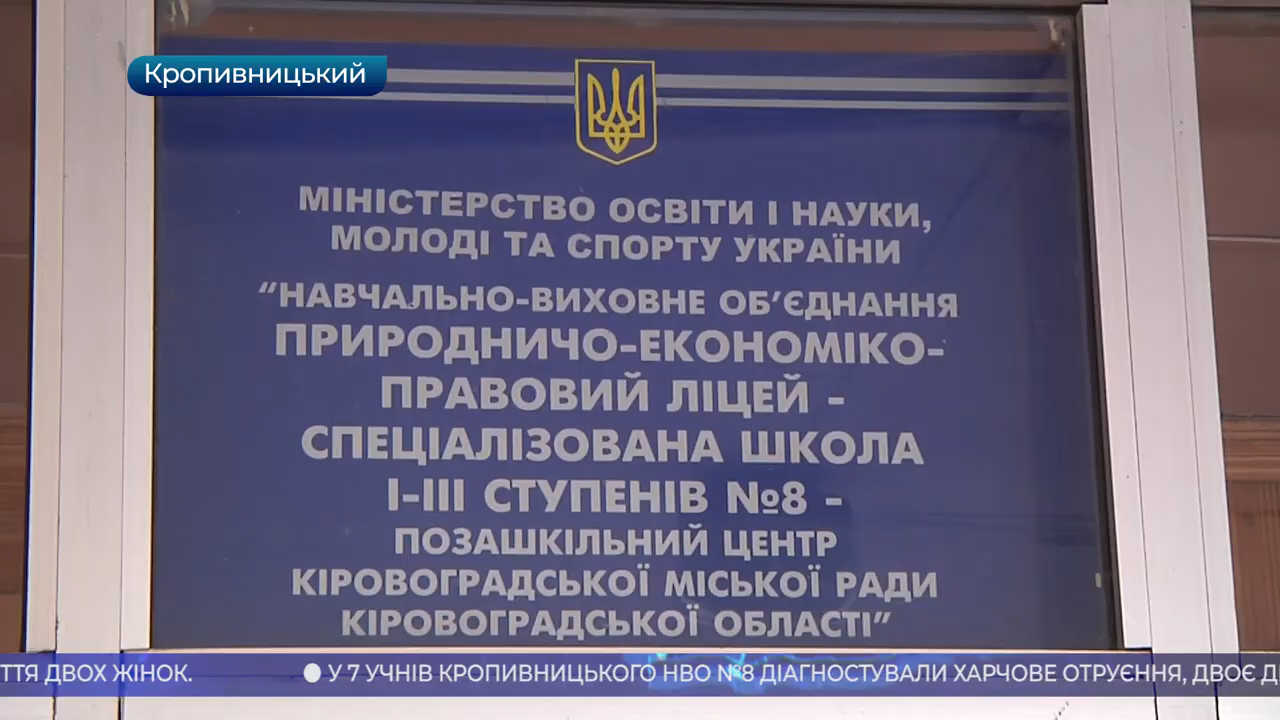 Кропивницький
МІНІСТЕРСТВО ОСВІТИ І НАУКИ,
МОЛОДІ ТА СПОРТУ УКРАЇНИ
“НАВЧАЛЬНО-ВИХОВНЕ ОБ’ЄДНАННЯ
ПРИРОДНИЧО-ЕКОНОМІКО-
ПРАВОВИЙ ЛІЦЕЙ -
СПЕЦІАЛІЗОВАНА ШКОЛА
І-ІІІ СТУПЕНІВ №8 -
ПОЗАШКІЛЬНИЙ ЦЕНТР
КІРОВОГРАДСЬКОЇ МІСЬКОЇ РАДИ
КІРОВОГРАДСЬКОЇ ОБЛАСТІ”
ТТЯ ДВОХ ЖІНОК. ● У 7 УЧНІВ КРОПИВНИЦЬКОГО НВО №8 ДІАГНОСТУВАЛИ ХАРЧОВЕ ОТРУЄННЯ, ДВОЄ Д